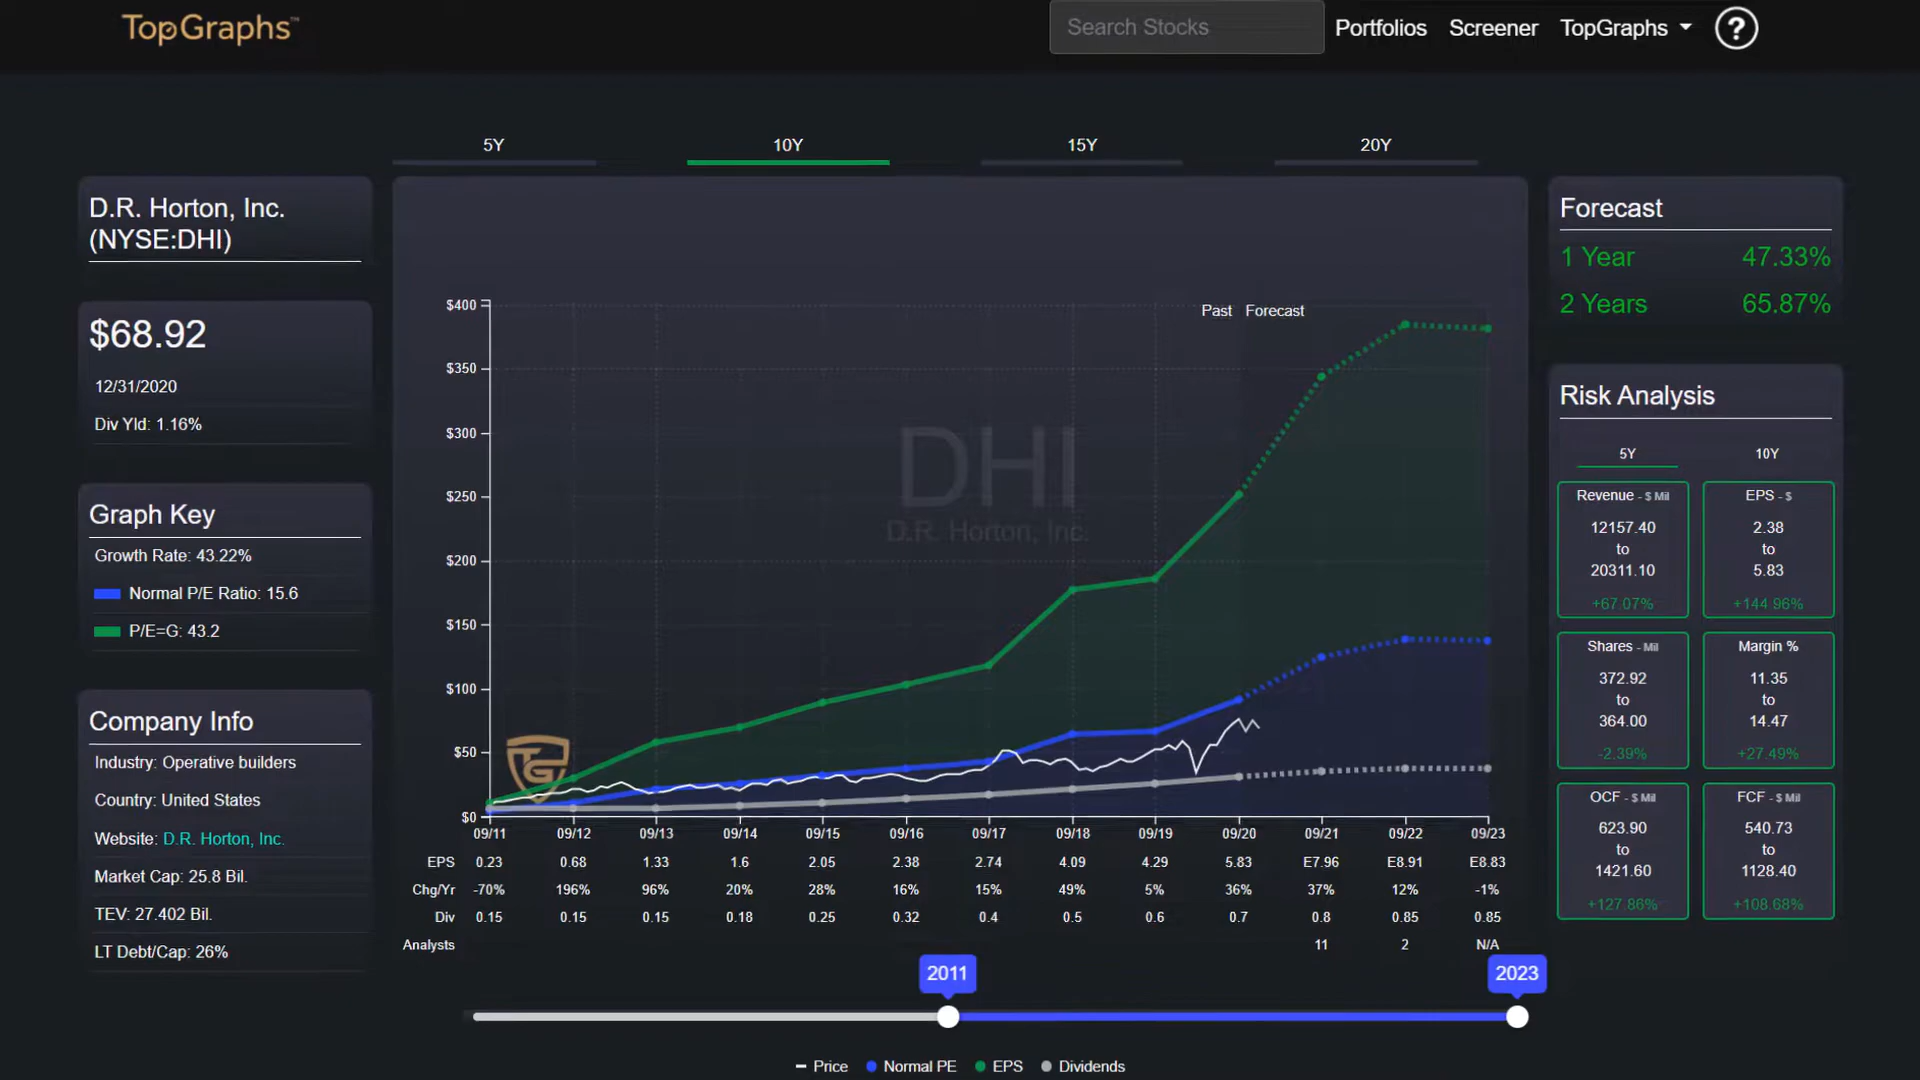 TopGraphs™
Search Stocks
Portfolios
Screener
TopGraphs
?
5Y
10Y
15Y
20Y
D.R. Horton, Inc.
(NYSE:DHI)
$68.92
12/31/2020
Div Yld: 1.16%
Graph Key
Growth Rate: 43.22%
Normal P/E Ratio: 15.6
P/E=G: 43.2
Company Info
Industry: Operative builders
Country: United States
Website: D.R. Horton, Inc.
Market Cap: 25.8 Bil.
TEV: 27.402 Bil.
LT Debt/Cap: 26%
Past Forecast
DHI
D.R. Horton, Inc.
TG
$400
$350
$300
$250
$200
$150
$100
$50
$0
09/11 09/12 09/13 09/14 09/15 09/16 09/17 09/18 09/19 09/20 09/21 09/22 09/23
EPS 0.23 0.68 1.33 1.6 2.05 2.38 2.74 4.09 4.29 5.83 E7.96 E8.91 E8.83
Chg/Yr -70% 196% 96% 20% 28% 16% 15% 49% 5% 36% 37% 12% -1%
Div 0.15 0.15 0.15 0.18 0.25 0.32 0.4 0.5 0.6 0.7 0.8 0.85 0.85
Analysts 11 2 N/A
2011
2023
Price Normal PE EPS Dividends
Forecast
1 Year 47.33%
2 Years 65.87%
Risk Analysis
5Y 10Y
Revenue - $ Mil
12157.40
to
20311.10
+67.07%
EPS - $
2.38
to
5.83
+144.96%
Shares - Mil
372.92
to
364.00
-2.39%
Margin %
11.35
to
14.47
+27.49%
OCF - $ Mil
623.90
to
1421.60
+127.86%
FCF - $ Mil
540.73
to
1128.40
+108.68%